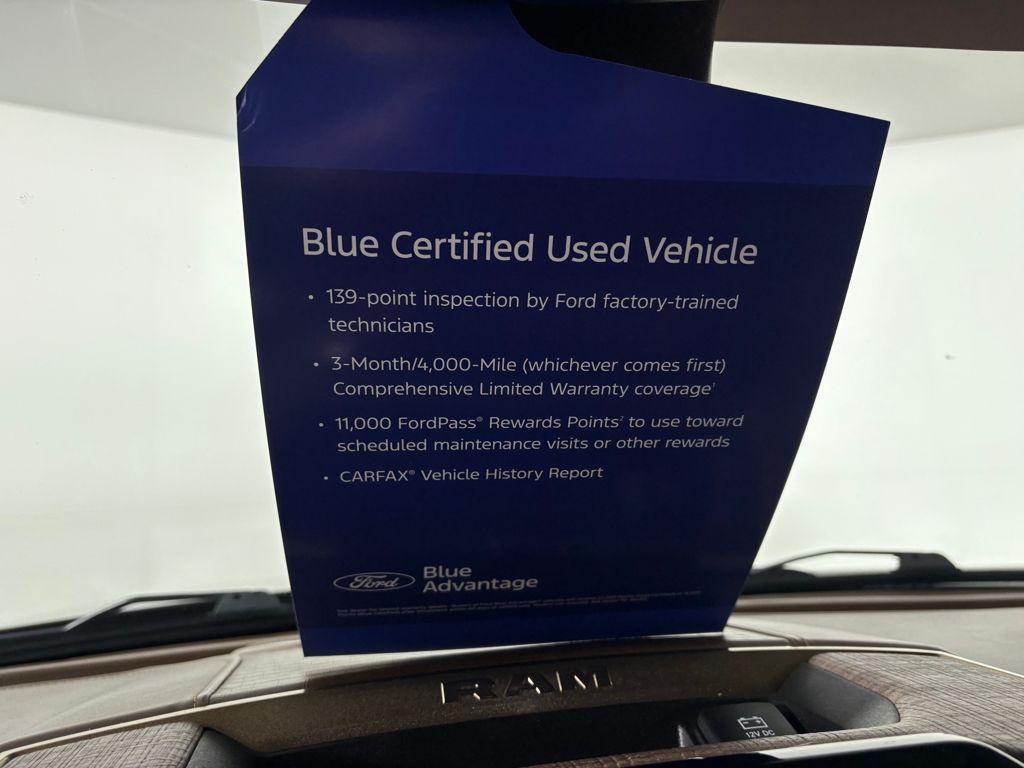 Blue Certified Used Vehicle
• 139-point inspection by Ford factory-trained
technicians
• 3-Month/4,000-Mile (whichever comes first)
Comprehensive Limited Warranty coverage¹
• 11,000 FordPass® Rewards Points² to use toward
scheduled maintenance visits or other rewards
• CARFAX® Vehicle History Report
Ford
Blue
Advantage
RAM
12V DC